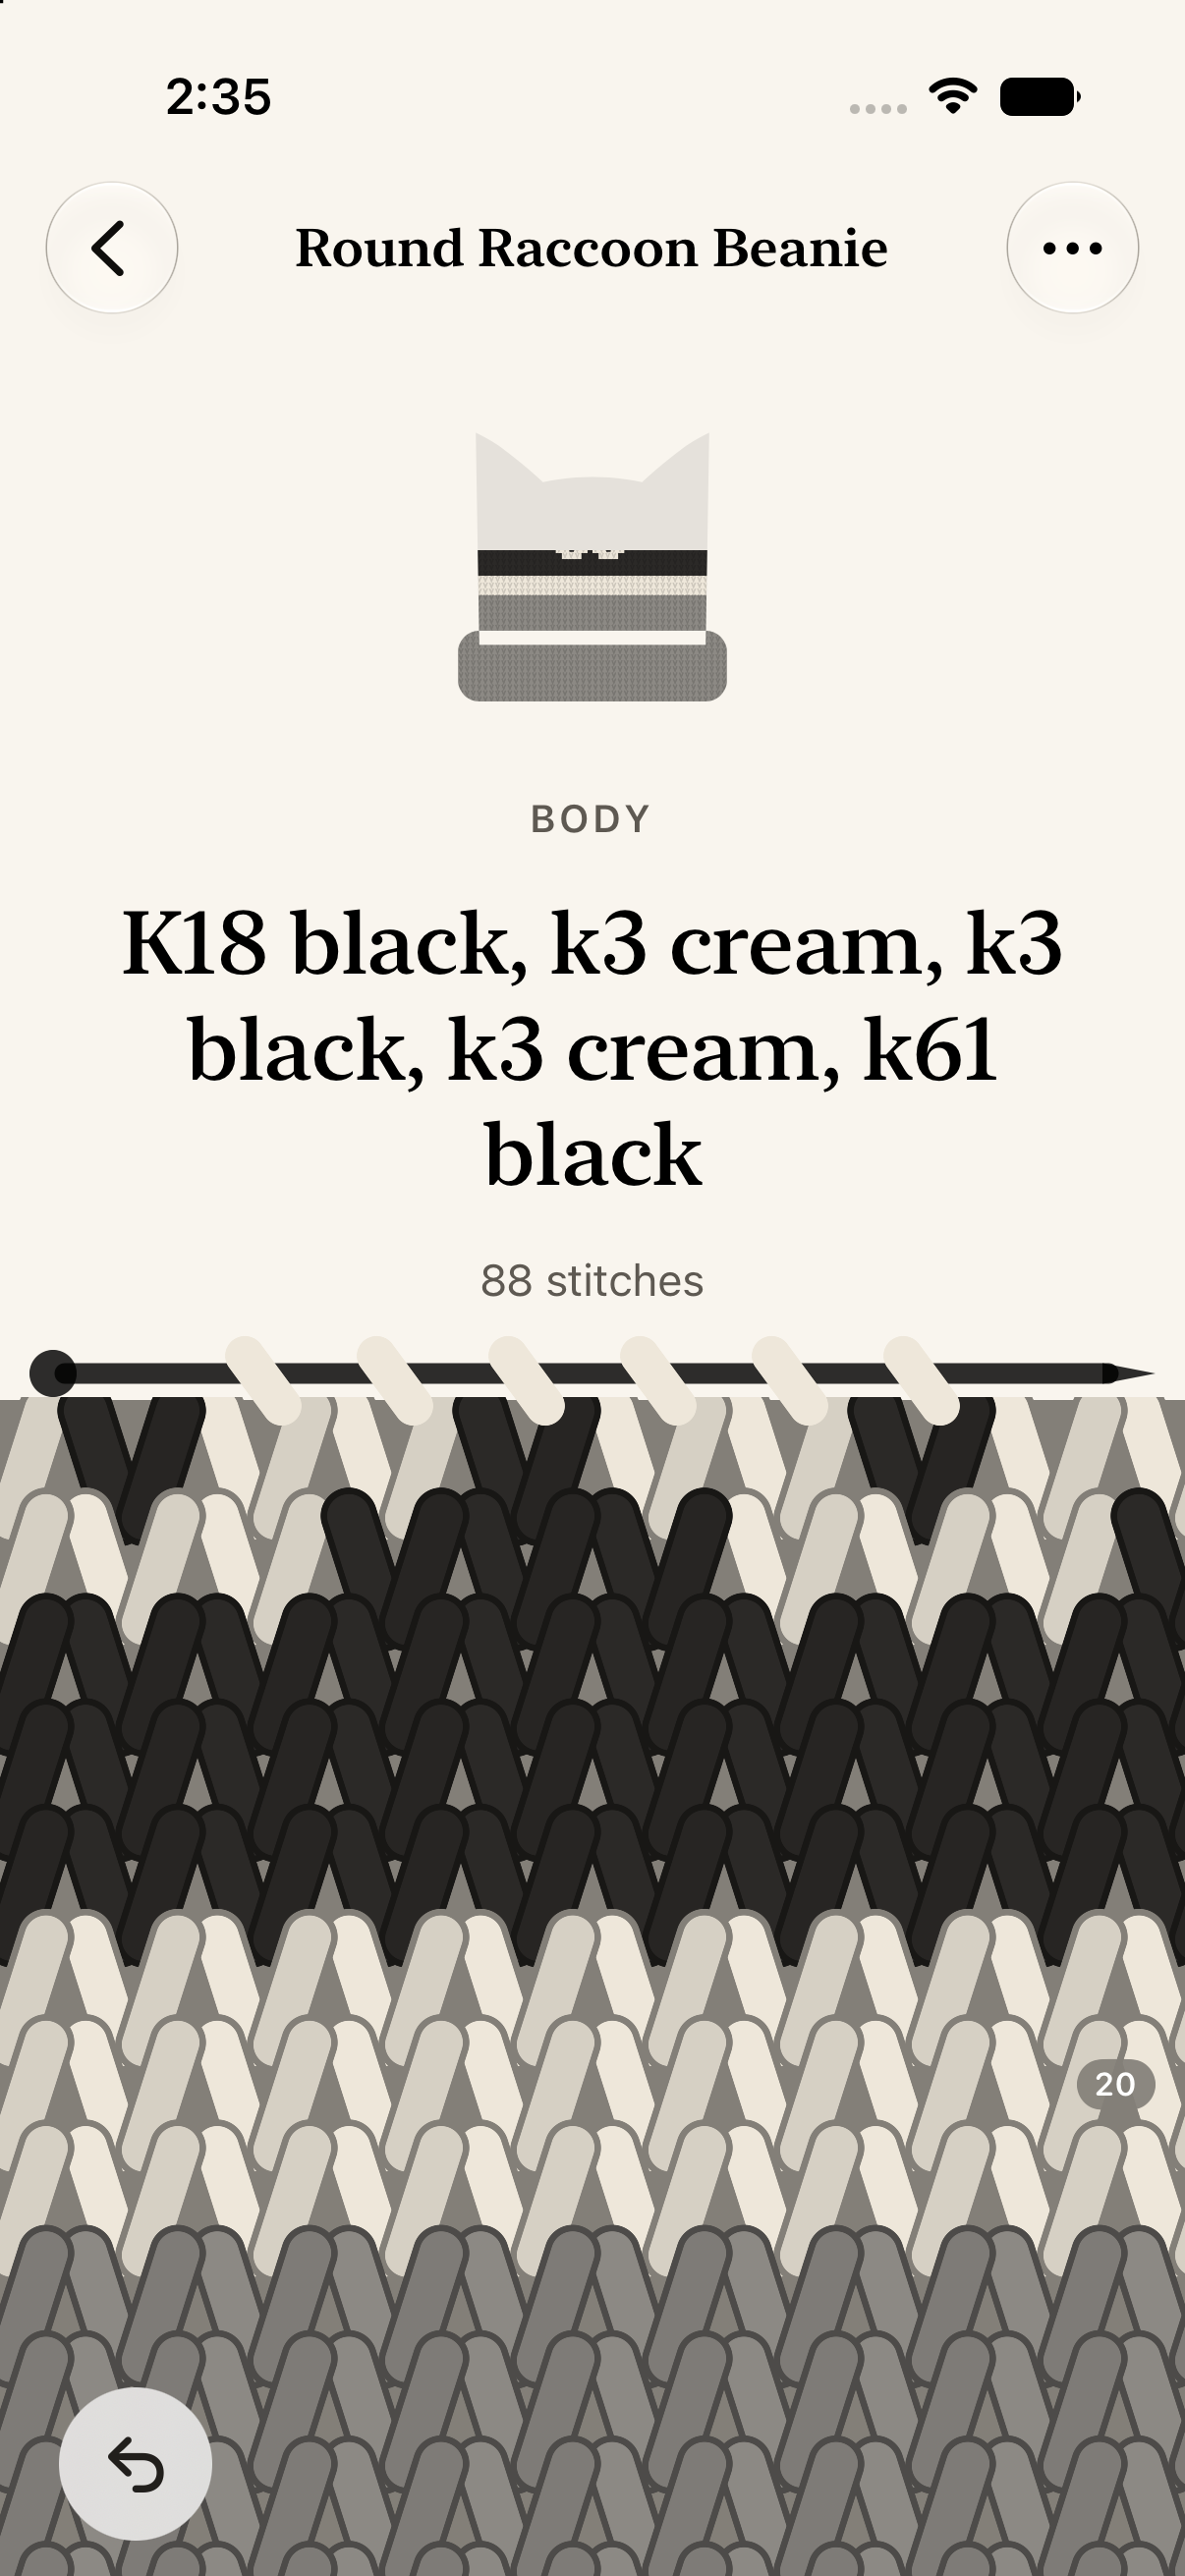 2:35
Round Raccoon Beanie
BODY
K18 black, k3 cream, k3
black, k3 cream, k61
black
88 stitches
20